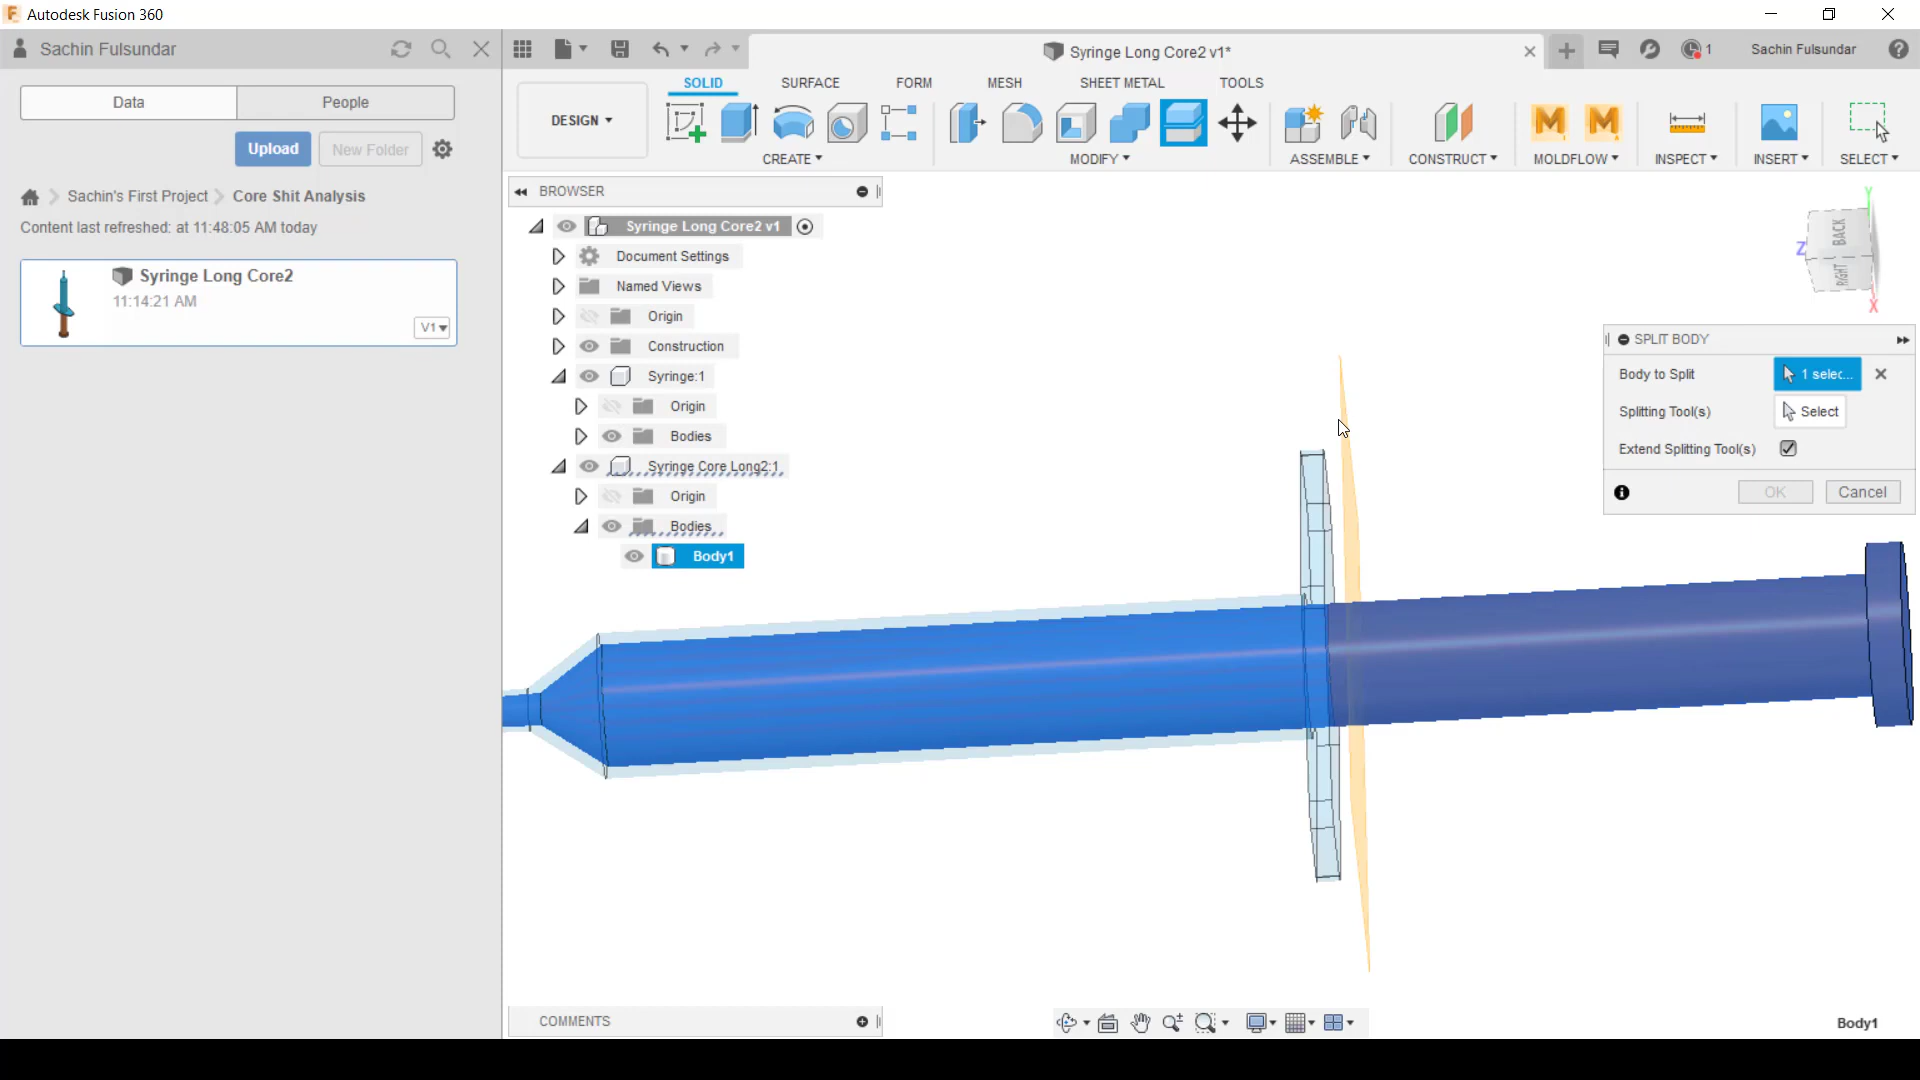 Autodesk Fusion 360
Sachin Fulsundar
Syringe Long Core2 v1*
1
Sachin Fulsundar
Data
People
SOLID
SURFACE
FORM
MESH
SHEET METAL
TOOLS
Upload
New Folder
DESIGN
CREATE
MODIFY
ASSEMBLE
CONSTRUCT
MOLDFLOW
INSPECT
INSERT
SELECT
Sachin's First Project
Core Shit Analysis
Content last refreshed: at 11:48:05 AM today
Syringe Long Core2
11:14:21 AM
V1
BROWSER
Syringe Long Core2 v1
Document Settings
Named Views
Origin
Construction
Syringe:1
Origin
Bodies
Syringe Core Long2:1
Origin
Bodies
Body1
Y
Z
BACK
RIGHT
X
SPLIT BODY
Body to Split
1 selec...
Splitting Tool(s)
Select
Extend Splitting Tool(s)
OK
Cancel
COMMENTS
Body1